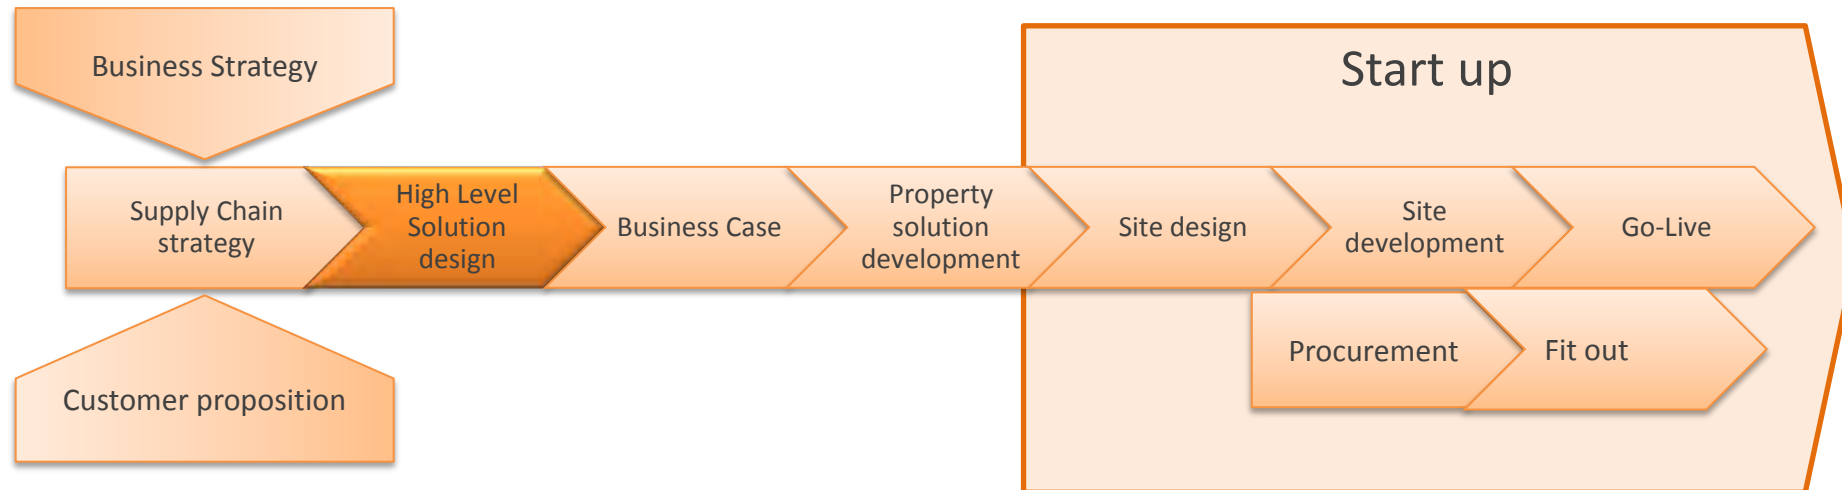 Business Strategy
Start up
Supply Chain
strategy
High Level
Solution
design
Business Case
Property
solution
development
Site design
Site
development
Go-Live
Procurement
Fit out
Customer proposition